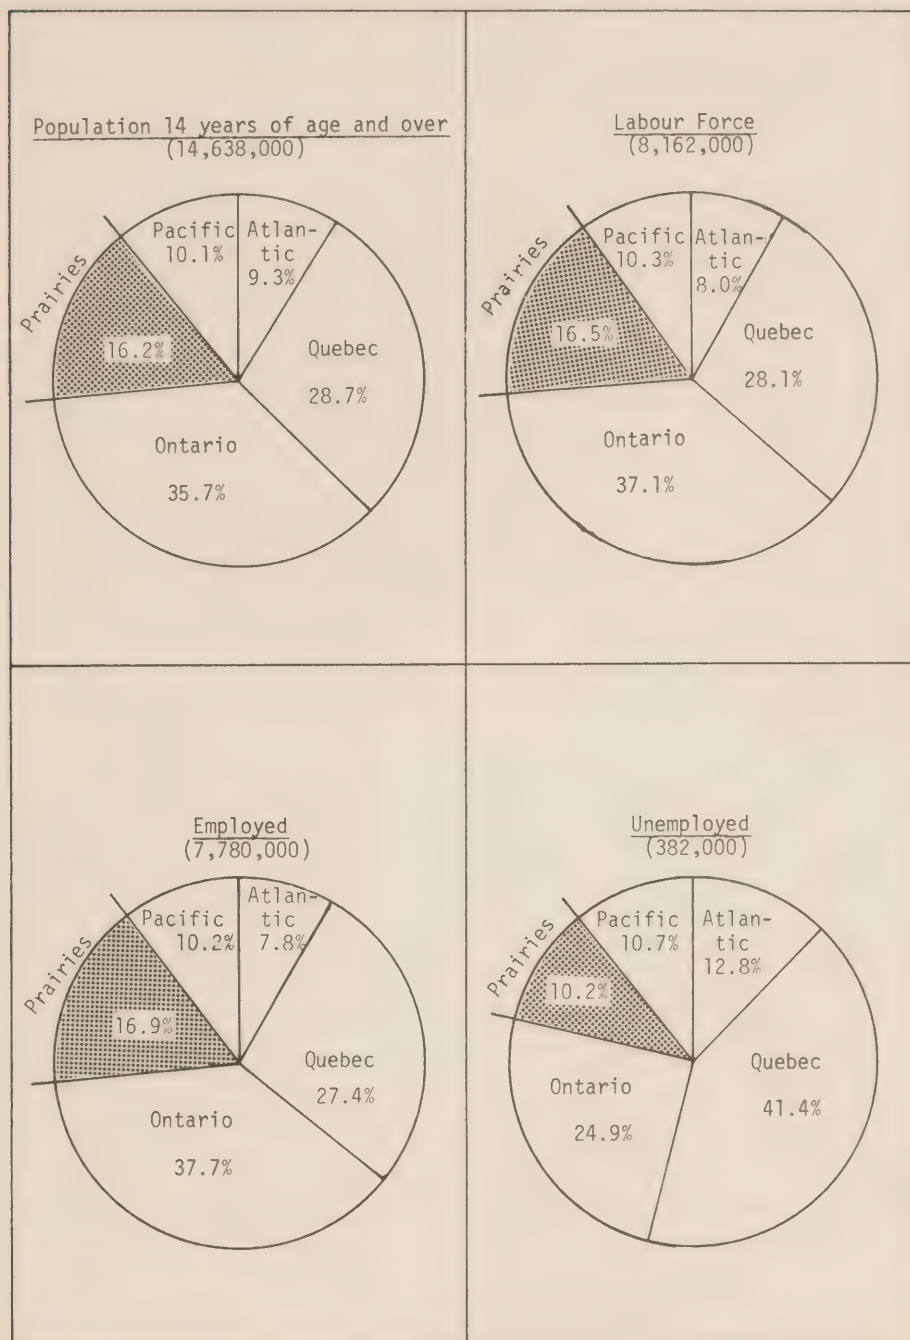 Population 14 years of age and over
(14,638,000)
Prairies
Pacific
10.1%
Atlan-
tic
9.3%
16.2%
Quebec
28.7%
Ontario
35.7%
Labour Force
(8,162,000)
Prairies
Pacific
10.3%
Atlan-
tic
8.0%
16.5%
Quebec
28.1%
Ontario
37.1%
Employed
(7,780,000)
Prairies
Pacific
10.2%
Atlan-
tic
7.8%
16.9%
Quebec
27.4%
Ontario
37.7%
Unemployed
(382,000)
Prairies
Pacific
10.7%
Atlan-
tic
12.8%
10.2%
Quebec
41.4%
Ontario
24.9%